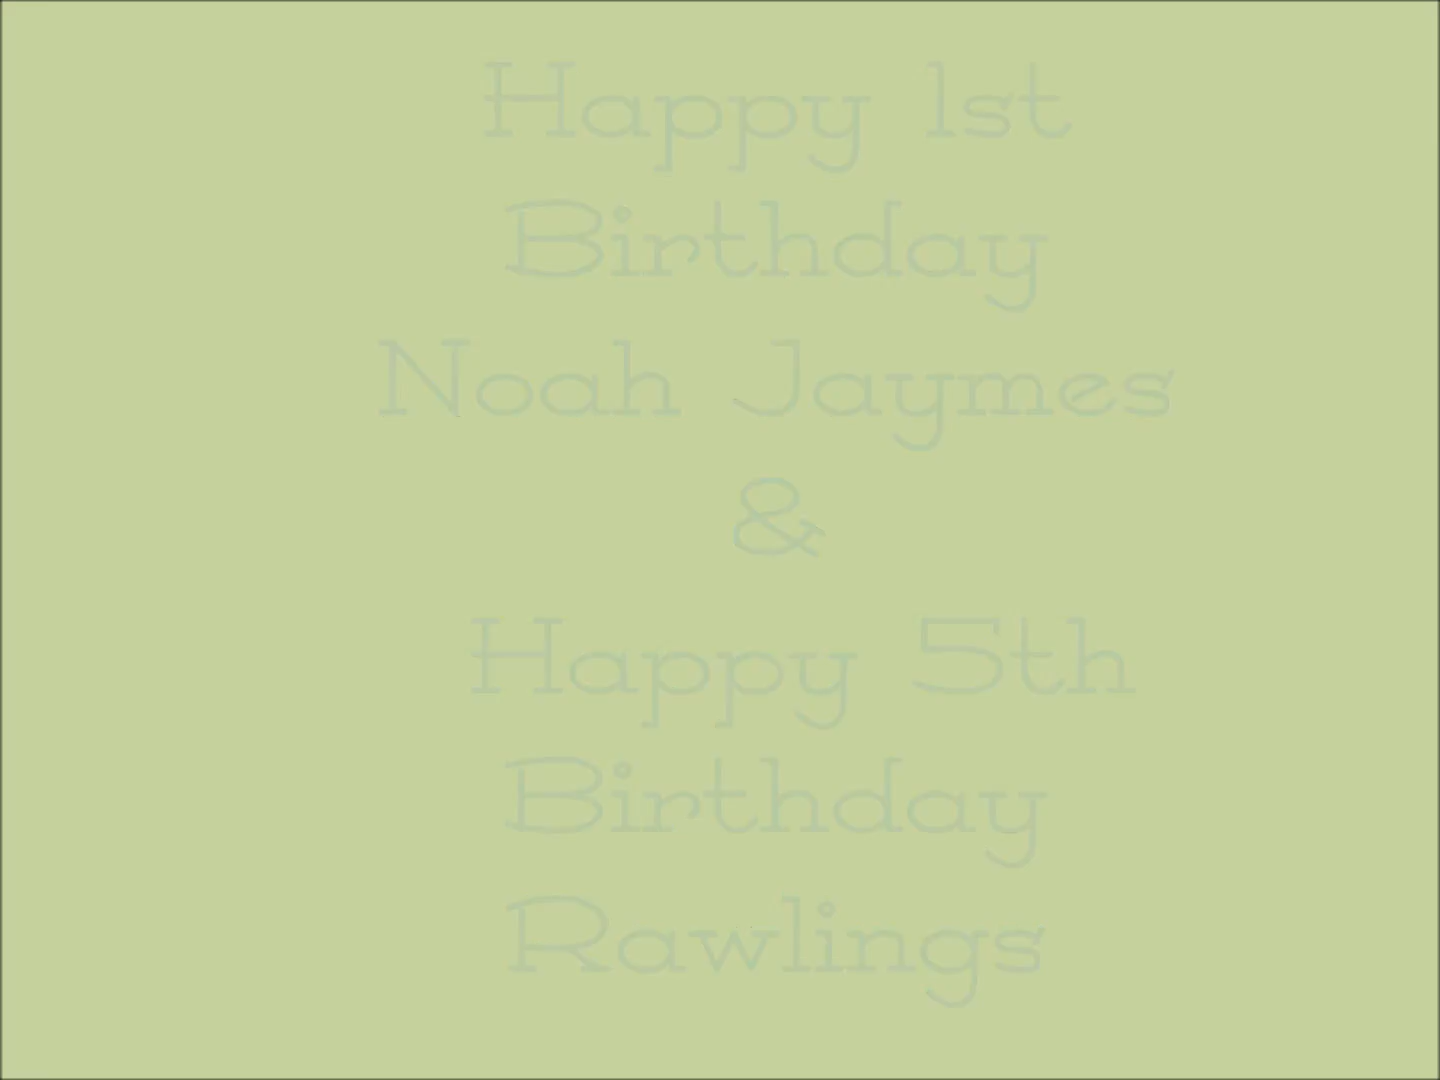 Happy 1st
Birthday
Noah Jaymes
&
Happy 5th
Birthday
Rawlings